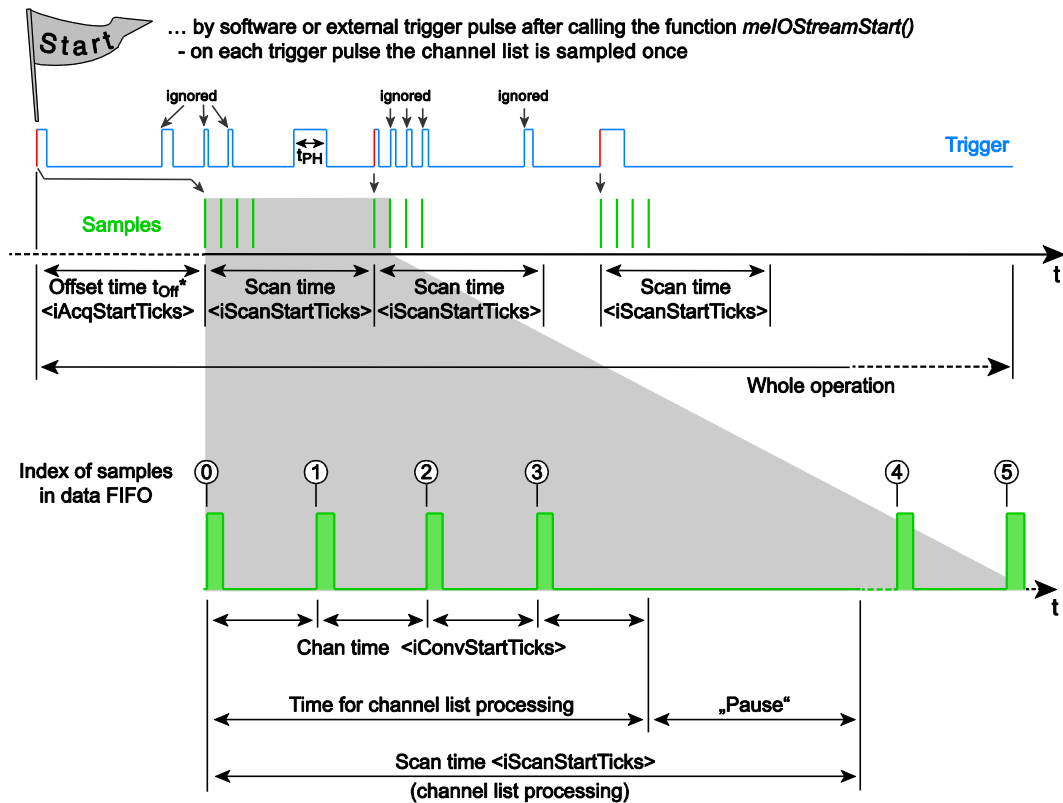 Start
... by software or external trigger pulse after calling the function meIOStreamStart()
- on each trigger pulse the channel list is sampled once
ignored ignored ignored
tPH
Trigger
Samples
t
Offset time tOff* Scan time Scan time Scan time
<iAcqStartTicks> <iScanStartTicks> <iScanStartTicks> <iScanStartTicks>
Whole operation
Index of samples
in data FIFO
0 1 2 3 4 5
t
Chan time <iConvStartTicks>
Time for channel list processing „Pause“
Scan time <iScanStartTicks>
(channel list processing)